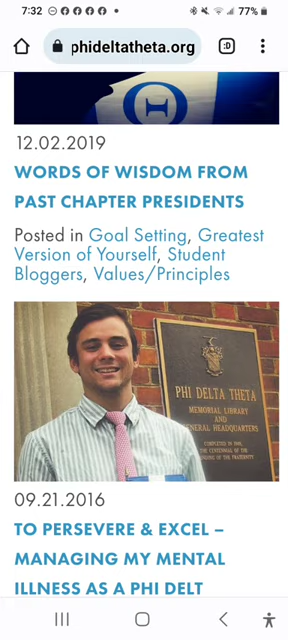 7:32
77%
phideltatheta.org
:D
12.02.2019
WORDS OF WISDOM FROM
PAST CHAPTER PRESIDENTS
Posted in Goal Setting, Greatest
Version of Yourself, Student
Bloggers, Values/Principles
PHI DELTA THETA
MEMORIAL LIBRARY
AND
GENERAL HEADQUARTERS
09.21.2016
TO PERSEVERE & EXCEL –
MANAGING MY MENTAL
ILLNESS AS A PHI DELT